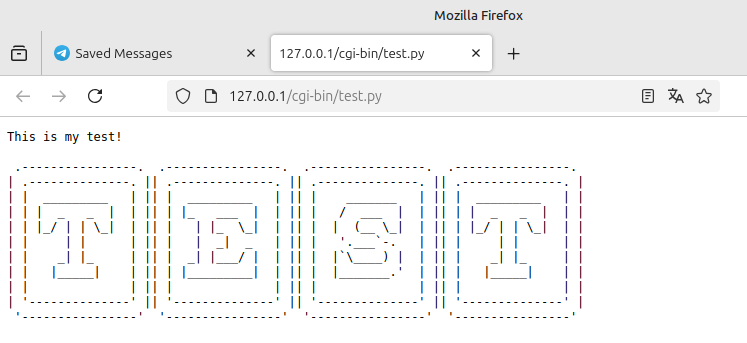 Mozilla Firefox
Saved Messages
127.0.0.1/cgi-bin/test.py
127.0.0.1/cgi-bin/test.py
This is my test!
TEST